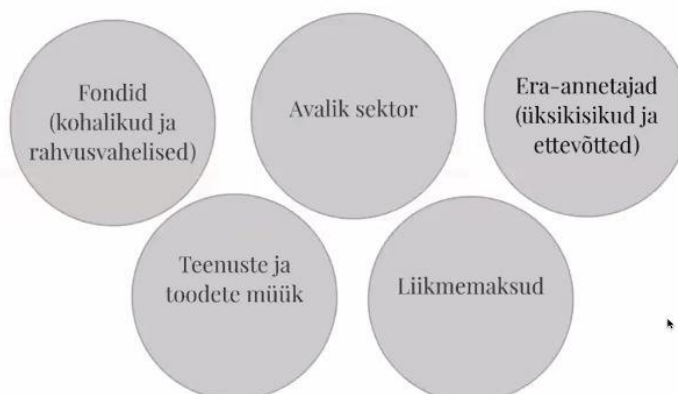 Fondid
(kohalikud ja
rahvusvahelised)
Avalik sektor
Era-annetajad
(üksikisikud ja
ettevõtted)
Teenuste ja
toodete müük
Liikmemaksud